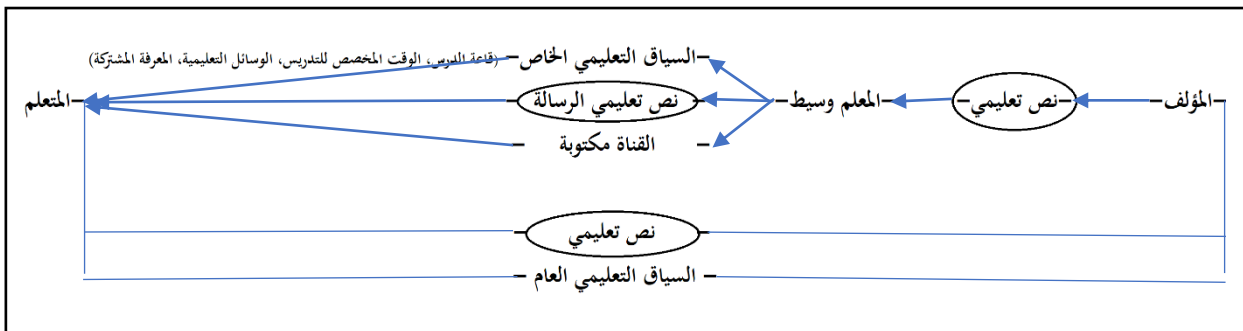 السياق التعليمي الخاص (قاعة الدرس، الوقت المخصص للتدريس، الوسائل التعليمية، المعرفة المشتركة)
المؤلف نص تعليمي المعلم وسيط نص تعليمي الرسالة المتعلم
القناة مكتوبة
نص تعليمي
السياق التعليمي العام